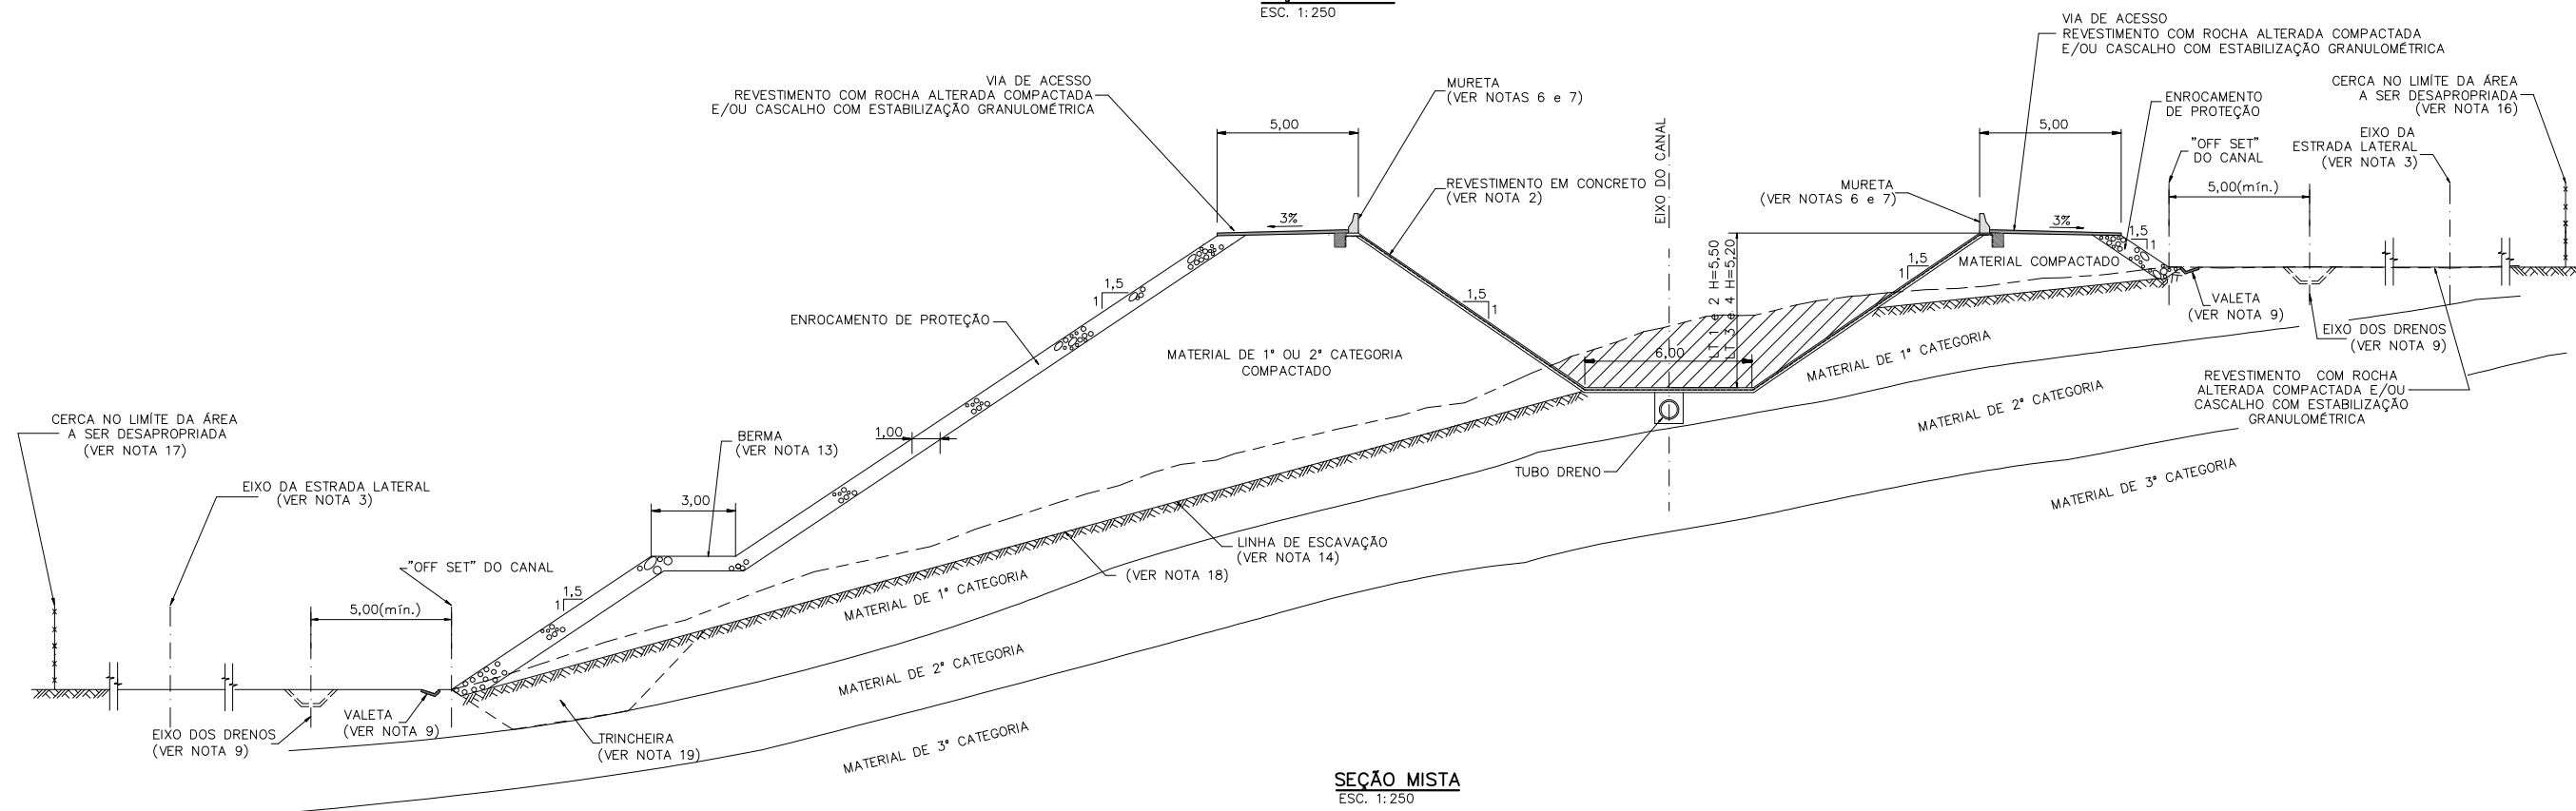 ESC. 1:250
VIA DE ACESSO
REVESTIMENTO COM ROCHA ALTERADA COMPACTADA
E/OU CASCALHO COM ESTABILIZAÇÃO GRANULOMÉTRICA
VIA DE ACESSO
REVESTIMENTO COM ROCHA ALTERADA COMPACTADA
E/OU CASCALHO COM ESTABILIZAÇÃO GRANULOMÉTRICA
MURETA
(VER NOTAS 6 e 7)
CERCA NO LIMÍTE DA ÁREA
A SER DESAPROPRIADA
(VER NOTA 16)
ENROCAMENTO
DE PROTEÇÃO
5,00
EIXO DO CANAL
5,00
"OFF SET"
DO CANAL
EIXO DA
ESTRADA LATERAL
(VER NOTA 3)
REVESTIMENTO EM CONCRETO
(VER NOTA 2)
MURETA
(VER NOTAS 6 e 7)
5,00(mín.)
3%
3%
1,5
1
LT 1 e 2 H=5,50
LT 3 e 4 H=5,20
1,5
1
MATERIAL COMPACTADO
1,5
1
1,5
1
VALETA
(VER NOTA 9)
ENROCAMENTO DE PROTEÇÃO
EIXO DOS DRENOS
(VER NOTA 9)
MATERIAL DE 1ª OU 2ª CATEGORIA
COMPACTADO
6,00
MATERIAL DE 1ª CATEGORIA
REVESTIMENTO COM ROCHA
ALTERADA COMPACTADA E/OU
CASCALHO COM ESTABILIZAÇÃO
GRANULOMÉTRICA
MATERIAL DE 2ª CATEGORIA
CERCA NO LIMÍTE DA ÁREA
A SER DESAPROPRIADA
(VER NOTA 17)
1,00
BERMA
(VER NOTA 13)
TUBO DRENO
MATERIAL DE 3ª CATEGORIA
EIXO DA ESTRADA LATERAL
(VER NOTA 3)
3,00
LINHA DE ESCAVAÇÃO
(VER NOTA 14)
"OFF SET" DO CANAL
(VER NOTA 18)
1,5
1
5,00(mín.)
MATERIAL DE 1ª CATEGORIA
MATERIAL DE 2ª CATEGORIA
VALETA
(VER NOTA 9)
EIXO DOS DRENOS
(VER NOTA 9)
TRINCHEIRA
(VER NOTA 19)
MATERIAL DE 3ª CATEGORIA
SEÇÃO MISTA
ESC. 1:250